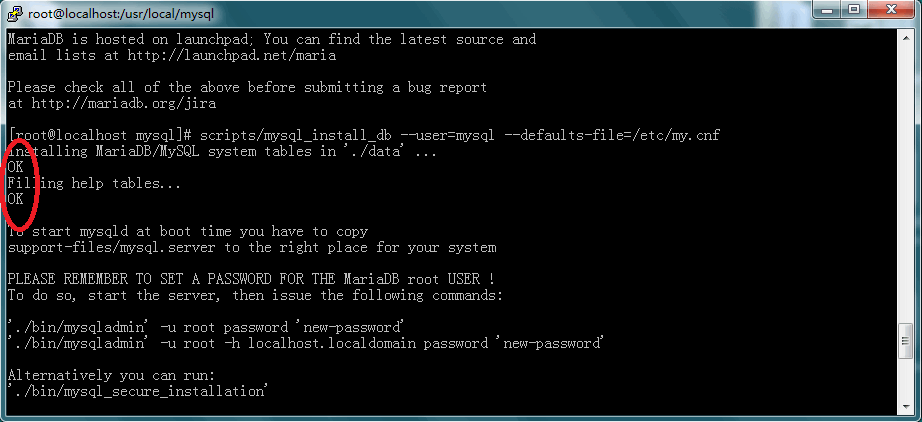 root@localhost:/usr/local/mysql
MariaDB is hosted on launchpad; You can find the latest source and
email lists at http://launchpad.net/maria
Please check all of the above before submitting a bug report
at http://mariadb.org/jira
[root@localhost mysql]# scripts/mysql_install_db --user=mysql --defaults-file=/etc/my.cnf
Installing MariaDB/MySQL system tables in './data' ...
OK
Filling help tables...
OK
To start mysqld at boot time you have to copy
support-files/mysql.server to the right place for your system
PLEASE REMEMBER TO SET A PASSWORD FOR THE MariaDB root USER !
To do so, start the server, then issue the following commands:
'./bin/mysqladmin' -u root password 'new-password'
'./bin/mysqladmin' -u root -h localhost.localdomain password 'new-password'
Alternatively you can run:
'./bin/mysql_secure_installation'